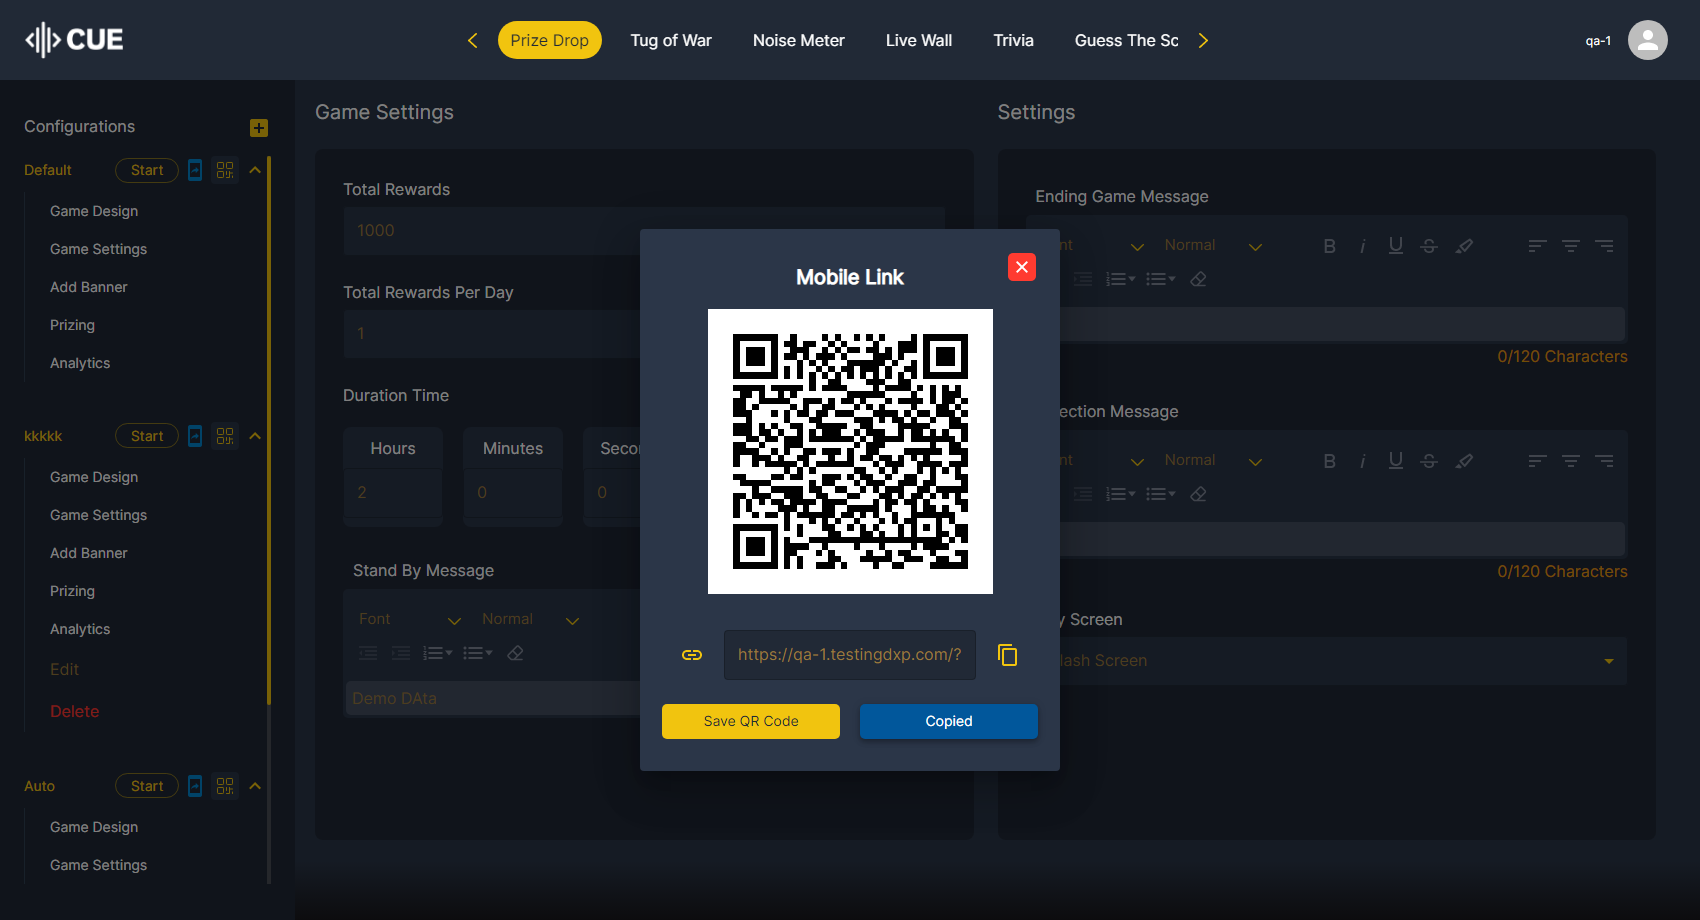 CUE
Prize Drop
Tug of War
Noise Meter
Live Wall
Trivia
Guess The Sc
qa-1
Configurations
Default
Start
Game Design
Game Settings
Add Banner
Prizing
Analytics
kkkkk
Start
Game Design
Game Settings
Add Banner
Prizing
Analytics
Edit
Delete
Auto
Start
Game Design
Game Settings
Game Settings
Total Rewards
1000
Total Rewards Per Day
1
Duration Time
Hours
Minutes
Secon
2
0
0
Stand By Message
Font
Normal
Demo DAta
Mobile Link
https://qa-1.testingdxp.com/?
Save QR Code
Copied
Settings
Ending Game Message
nt
Normal
0/120 Characters
ection Message
nt
Normal
0/120 Characters
y Screen
lash Screen